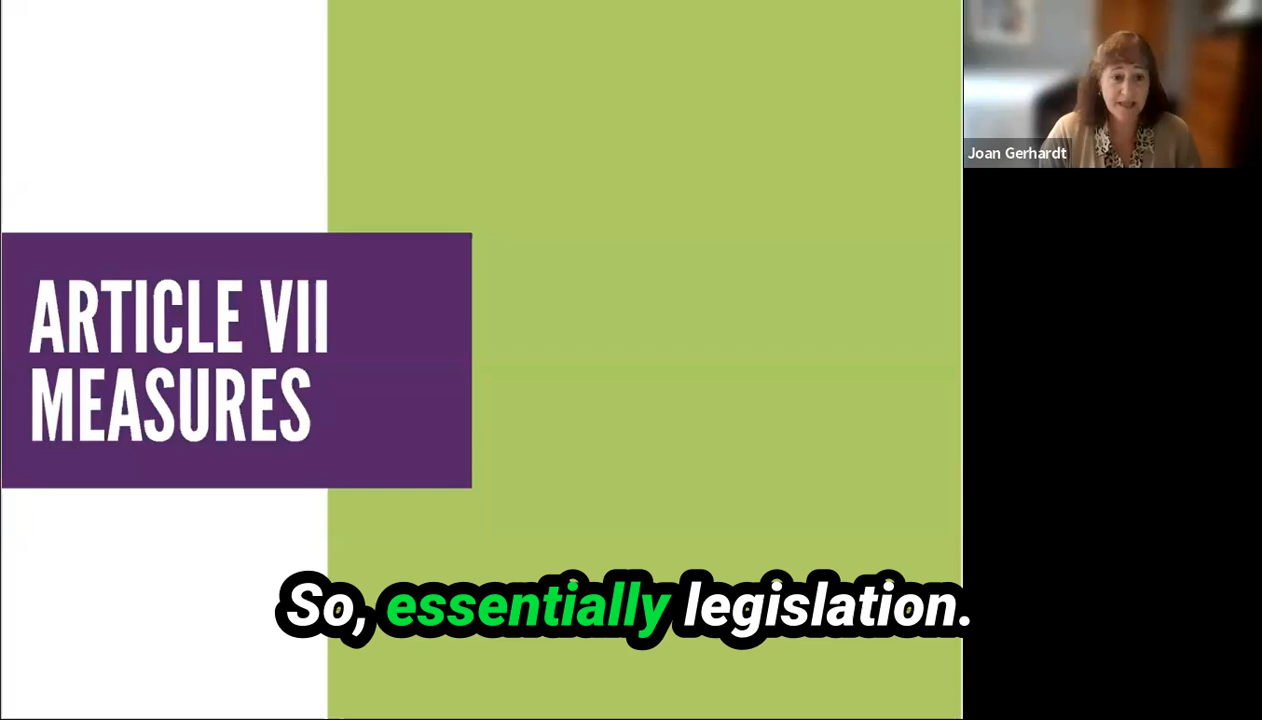 Joan Gerhardt
ARTICLE VII
MEASURES
So, essentially legislation.